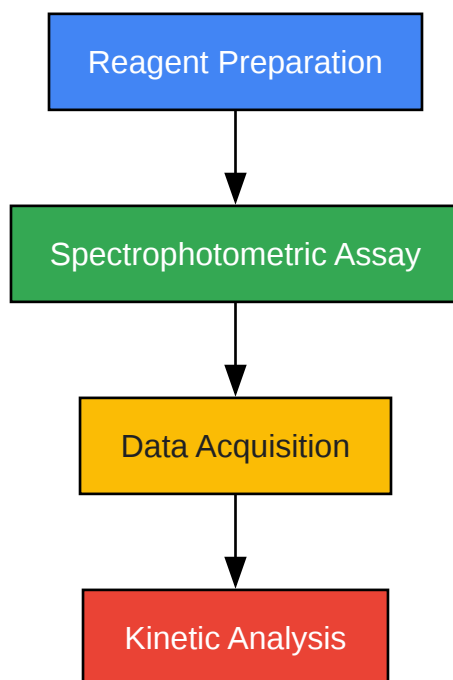 Reagent Preparation
Spectrophotometric Assay
Data Acquisition
Kinetic Analysis